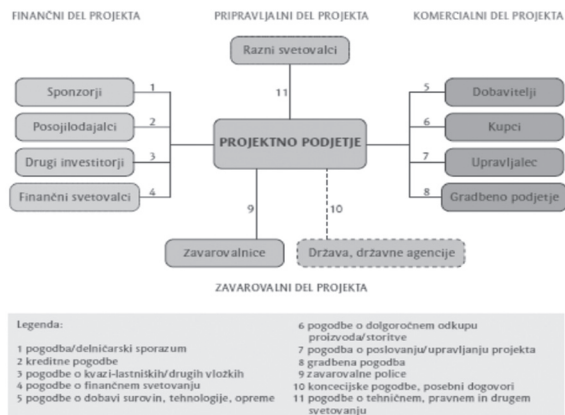 FINANČNI DEL PROJEKTA
PRIPRAVLJALNI DEL PROJEKTA
KOMERCIALNI DEL PROJEKTA
Razni svetovalci
11
Sponzorji
1
Posojilodajalci
2
Drugi investitorji
3
Finančni svetovalci
4
PROJEKTNO PODJETJE
5
Dobavitelji
6
Kupci
7
Upravljalec
8
Gradbeno podjetje
9
10
Zavarovalnice
Država, državne agencije
ZAVAROVALNI DEL PROJEKTA
Legenda:
1 pogodba/delničarski sporazum
2 kreditne pogodbe
3 pogodbe o kvazi-lastniških/drugih vložkih
4 pogodbe o finančnem svetovanju
5 pogodbe o dobavi surovin, tehnologije, opreme
6 pogodbe o dolgoročnem odkupu
proizvoda/storitve
7 pogodba o poslovanju/upravljanju projekta
8 gradbena pogodba
9 zavarovalne police
10 koncecijske pogodbe, posebni dogovori
11 pogodbe o tehničnem, pravnem in drugem
svetovanju